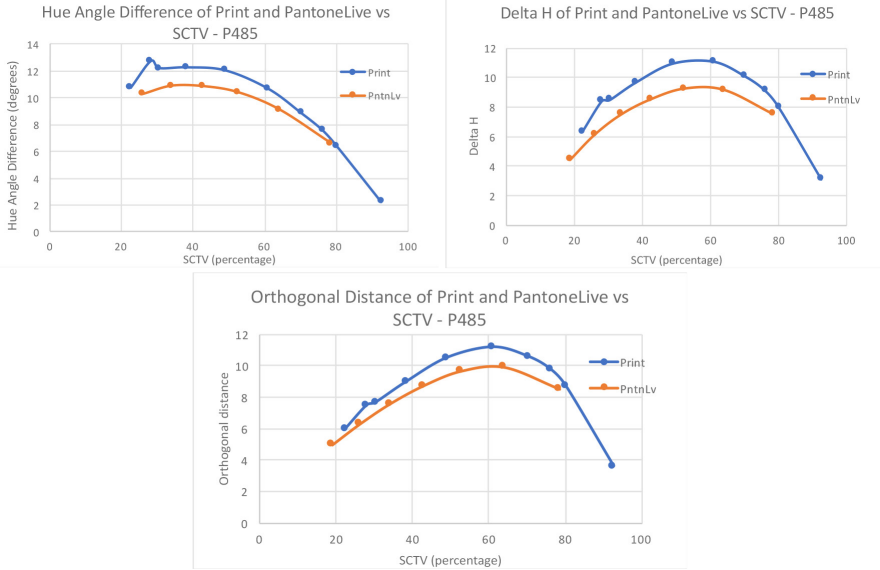 Hue Angle Difference of Print and PantoneLive vs
SCTV - P485
14
12
10
8
6
4
2
0
Hue Angle Difference (degrees)
0 20 40 60 80 100
SCTV (percentage)
Print
PntnLv
Delta H of Print and PantoneLive vs SCTV - P485
12
10
8
6
4
2
0
Delta H
0 20 40 60 80 100
SCTV (percentage)
Print
PntnLv
Orthogonal Distance of Print and PantoneLive vs
SCTV - P485
12
10
8
6
4
2
0
Orthogonal distance
0 20 40 60 80 100
SCTV (percentage)
Print
PntnLv